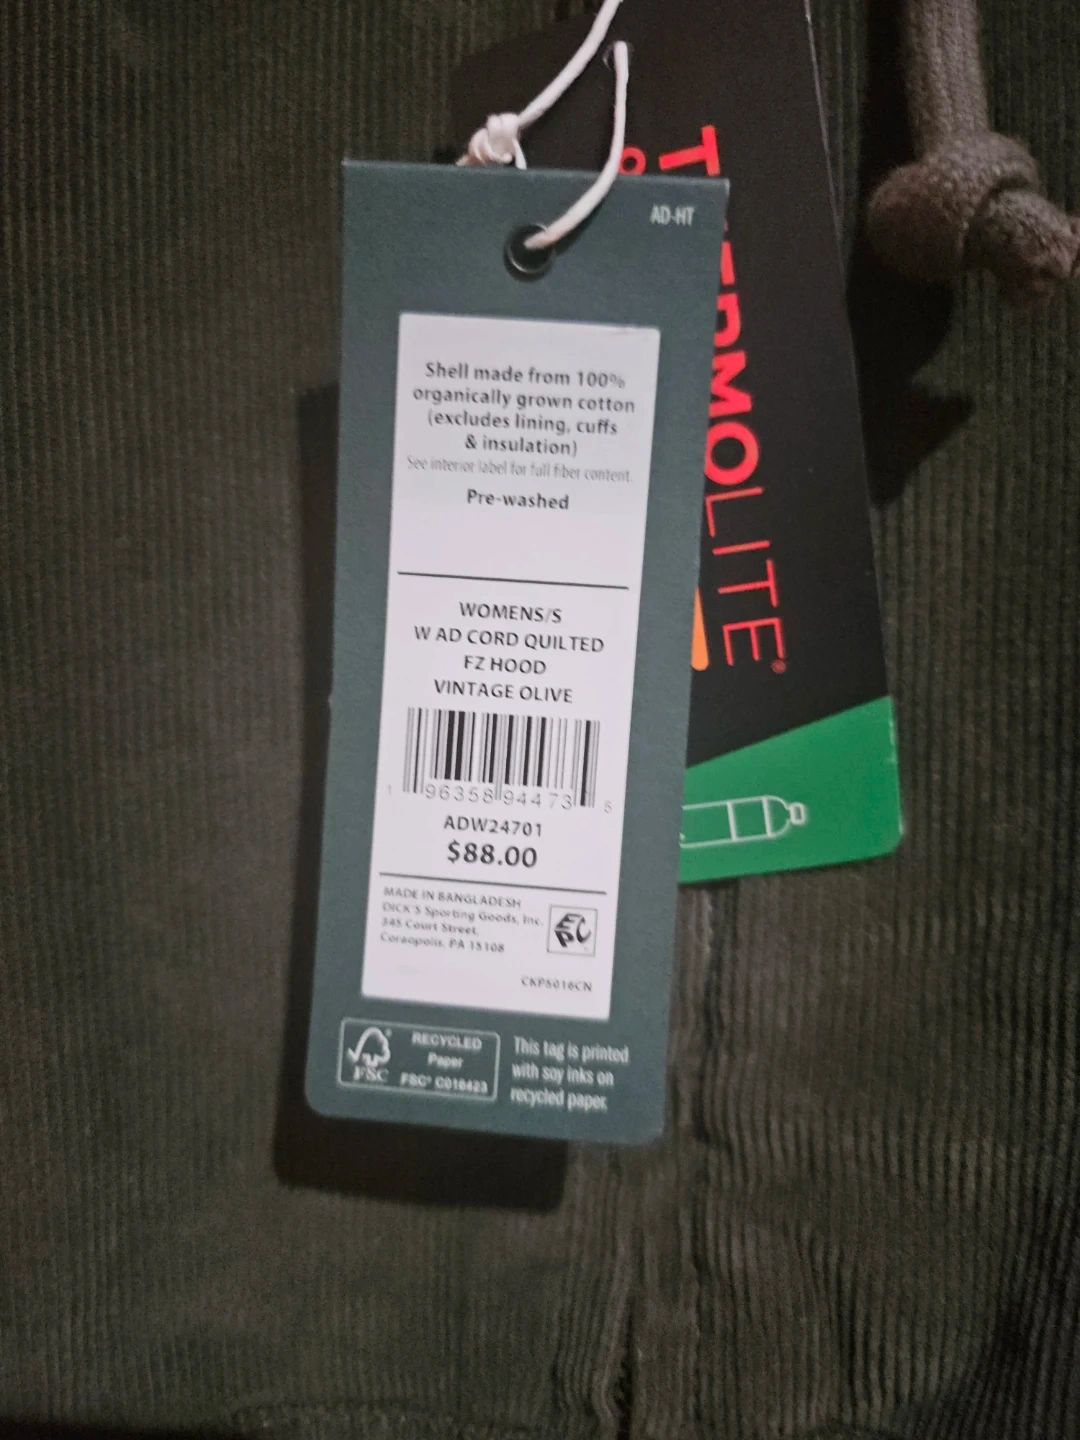 AD-HT
Shell made from 100%
organically grown cotton
(excludes lining, cuffs
& insulation)
See interior label for full fiber content.
Pre-washed
WOMENS/S
W AD CORD QUILTED
FZ HOOD
VINTAGE OLIVE
1 96358 94473 5
ADW24701
$88.00
MADE IN BANGLADESH
DICK'S Sporting Goods, Inc.
345 Court Street,
Coraopolis, PA 15108
EPC
CKPS016CN
FSC
RECYCLED
Paper
FSC® C016423
This tag is printed
with soy inks on
recycled paper.
THERMOLITE®